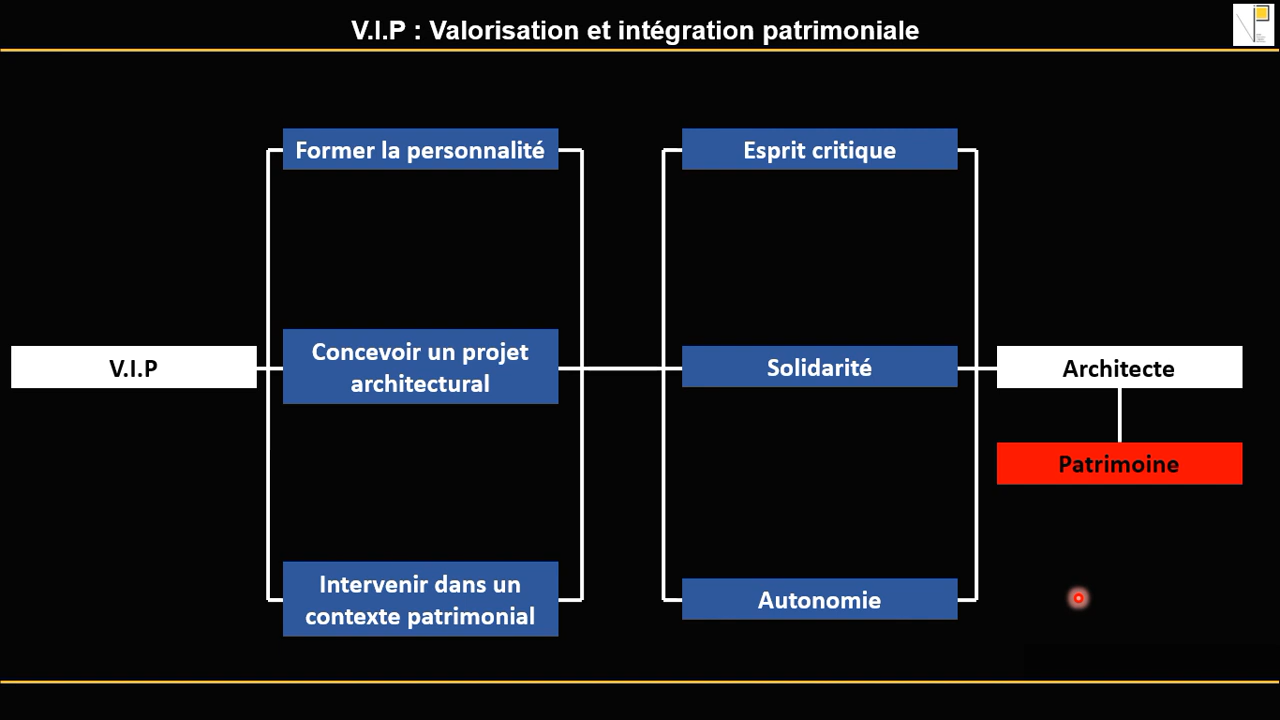 V.I.P : Valorisation et intégration patrimoniale
Former la personnalité
Esprit critique
V.I.P
Concevoir un projet
architectural
Solidarité
Architecte
Patrimoine
Intervenir dans un
contexte patrimonial
Autonomie